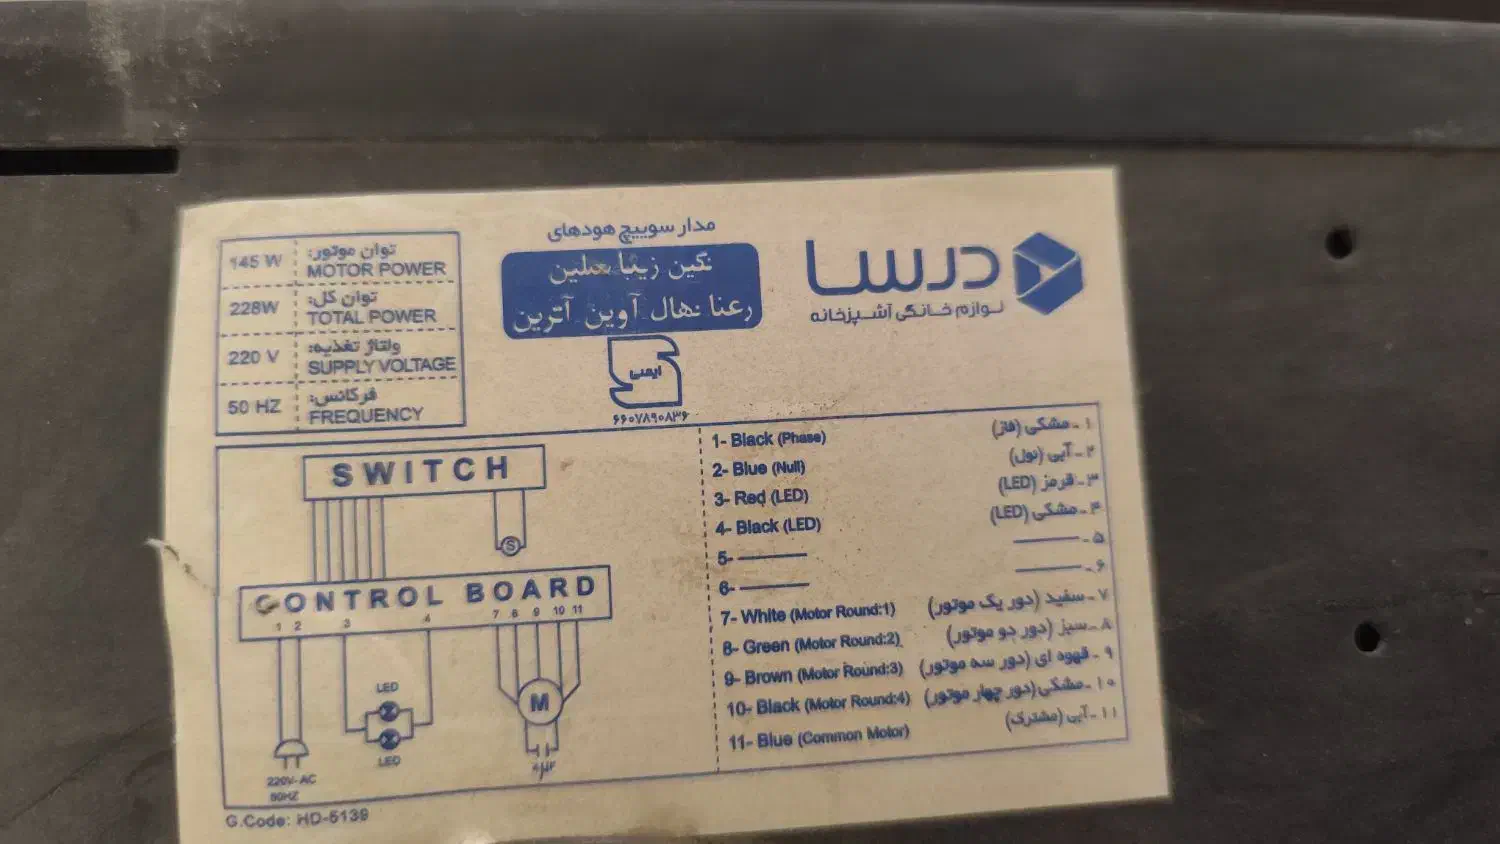 درسا
لوازم خانگی آشپزخانه
مدار سوییچ هودهای
نگین زیبا هیلین
رعنا نهال آوین آترین
ایمنی
۶۶۰۷۸۹۰۸۳۶
145 W توان موتور:
MOTOR POWER
228W توان کل:
TOTAL POWER
220 V ولتاژ تغذیه:
SUPPLY VOLTAGE
50 HZ فرکانس:
FREQUENCY
SWITCH
S
CONTROL BOARD
1 2 3 4 7 8 9 10 11
LED
M
LED
220V-AC
50HZ
۴µF
G.Code: HD-5139
1- Black (Phase) ۱-مشکی (فاز)
2- Blue (Null) ۲-آبی (نول)
3- Red (LED) ۳-قرمز (LED)
4- Black (LED) ۴-مشکی (LED)
5- ۵-
6- ۶-
7- White (Motor Round:1) ۷-سفید (دور یک موتور)
8- Green (Motor Round:2) ۸-سبز (دور دو موتور)
9- Brown (Motor Round:3) ۹-قهوه ای (دور سه موتور)
10- Black (Motor Round:4) ۱۰-مشکی (دور چهار موتور)
11- Blue (Common Motor) ۱۱-آبی (مشترک)